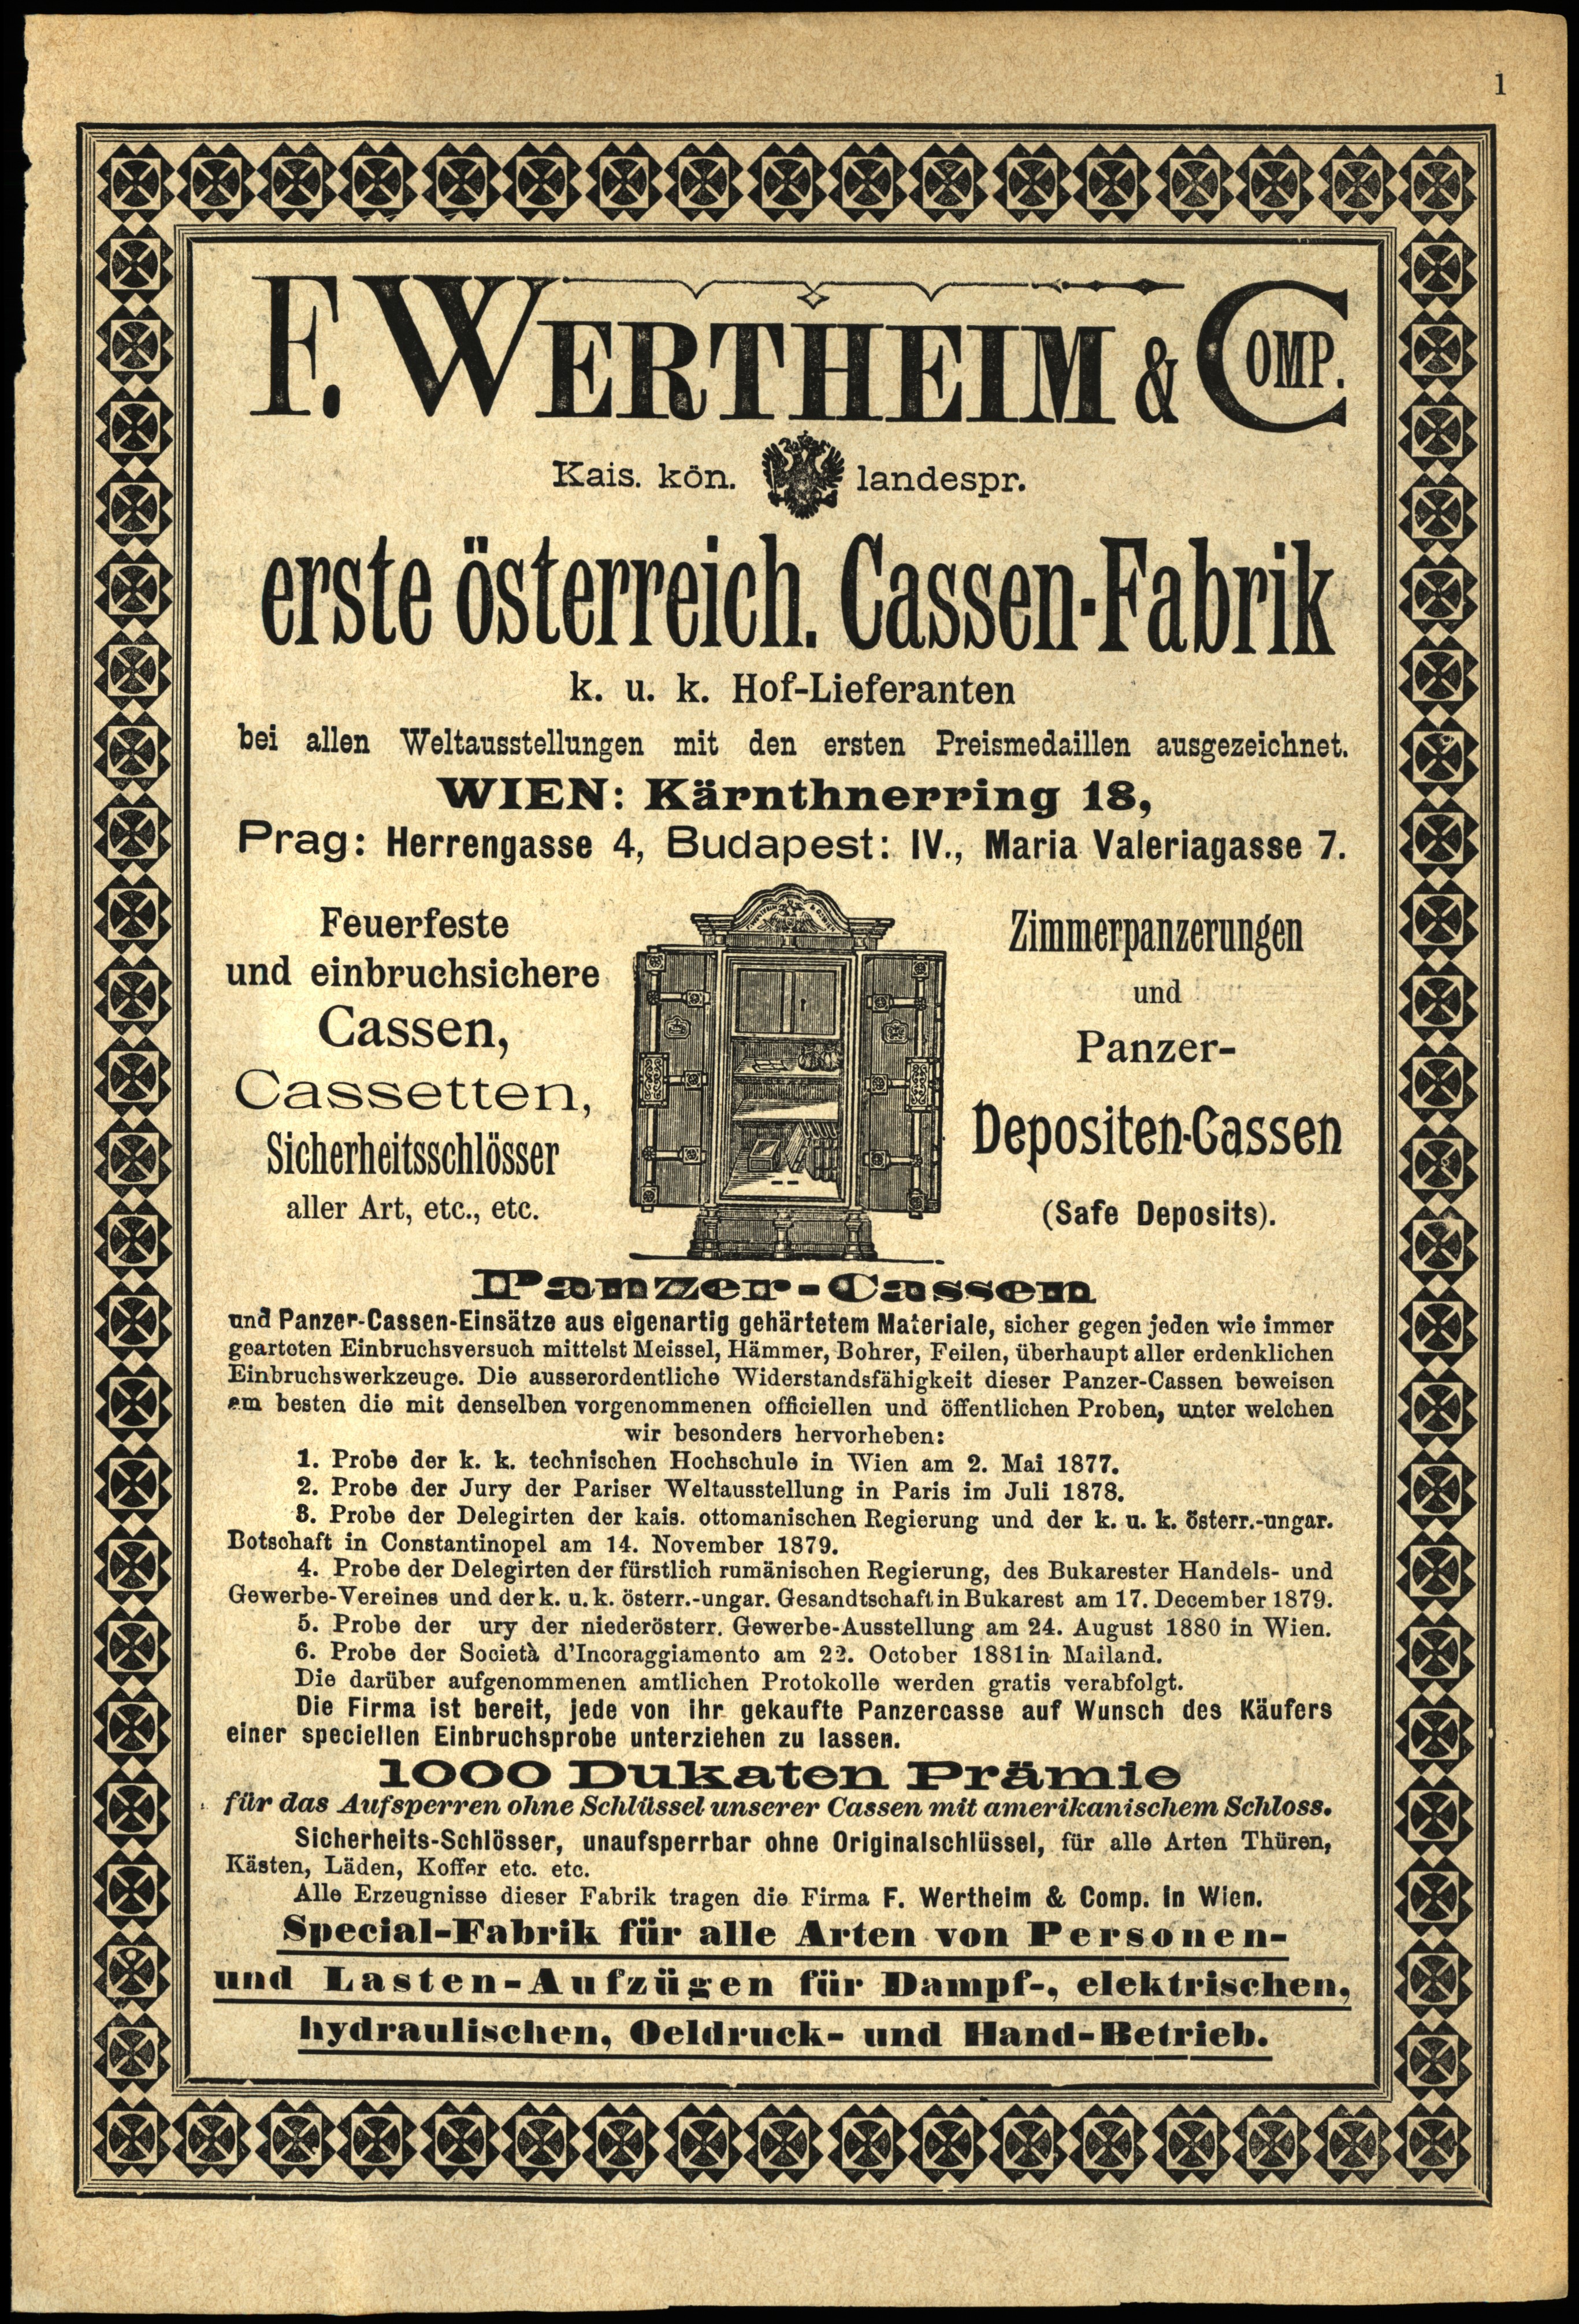 1
F. WERTHEIM & COMP.
Kais. kön. landespr.
erste österreich. Cassen-Fabrik
k. u. k. Hof-Lieferanten
bei allen Weltausstellungen mit den ersten Preismedaillen ausgezeichnet.
WIEN: Kärnthnerring 18,
Prag: Herrengasse 4, Budapest: IV., Maria Valeriagasse 7.
Feuerfeste
und einbruchsichere
Cassen,
Cassetten,
Sicherheitsschlösser
aller Art, etc., etc.
Zimmerpanzerungen
und
Panzer-
Depositen-Cassen
(Safe Deposits).
Panzer-Cassen
und Panzer-Cassen-Einsätze aus eigenartig gehärtetem Materiale, sicher gegen jeden wie immer
gearteten Einbruchsversuch mittelst Meissel, Hämmer, Bohrer, Feilen, überhaupt aller erdenklichen
Einbruchswerkzeuge. Die ausserordentliche Widerstandsfähigkeit dieser Panzer-Cassen beweisen
am besten die mit denselben vorgenommenen officiellen und öffentlichen Proben, unter welchen
wir besonders hervorheben:
1. Probe der k. k. technischen Hochschule in Wien am 2. Mai 1877.
2. Probe der Jury der Pariser Weltausstellung in Paris im Juli 1878.
3. Probe der Delegirten der kais. ottomanischen Regierung und der k. u. k. österr.-ungar.
Botschaft in Constantinopel am 14. November 1879.
4. Probe der Delegirten der fürstlich rumänischen Regierung, des Bukarester Handels- und
Gewerbe-Vereines und der k. u. k. österr.-ungar. Gesandtschaft in Bukarest am 17. December 1879.
5. Probe der ury der niederösterr. Gewerbe-Ausstellung am 24. August 1880 in Wien.
6. Probe der Società d'Incoraggiamento am 22. October 1881 in Mailand.
Die darüber aufgenommenen amtlichen Protokolle werden gratis verabfolgt.
Die Firma ist bereit, jede von ihr gekaufte Panzercasse auf Wunsch des Käufers
einer speciellen Einbruchsprobe unterziehen zu lassen.
1000 Dukaten Prämie
für das Aufsperren ohne Schlüssel unserer Cassen mit amerikanischem Schloss.
Sicherheits-Schlösser, unaufsperrbar ohne Originalschlüssel, für alle Arten Thüren,
Kästen, Läden, Koffer etc. etc.
Alle Erzeugnisse dieser Fabrik tragen die Firma F. Wertheim & Comp. in Wien.
Special-Fabrik für alle Arten von Personen-
und Lasten-Aufzügen für Dampf-, elektrischen,
hydraulischen, Oeldruck- und Hand-Betrieb.